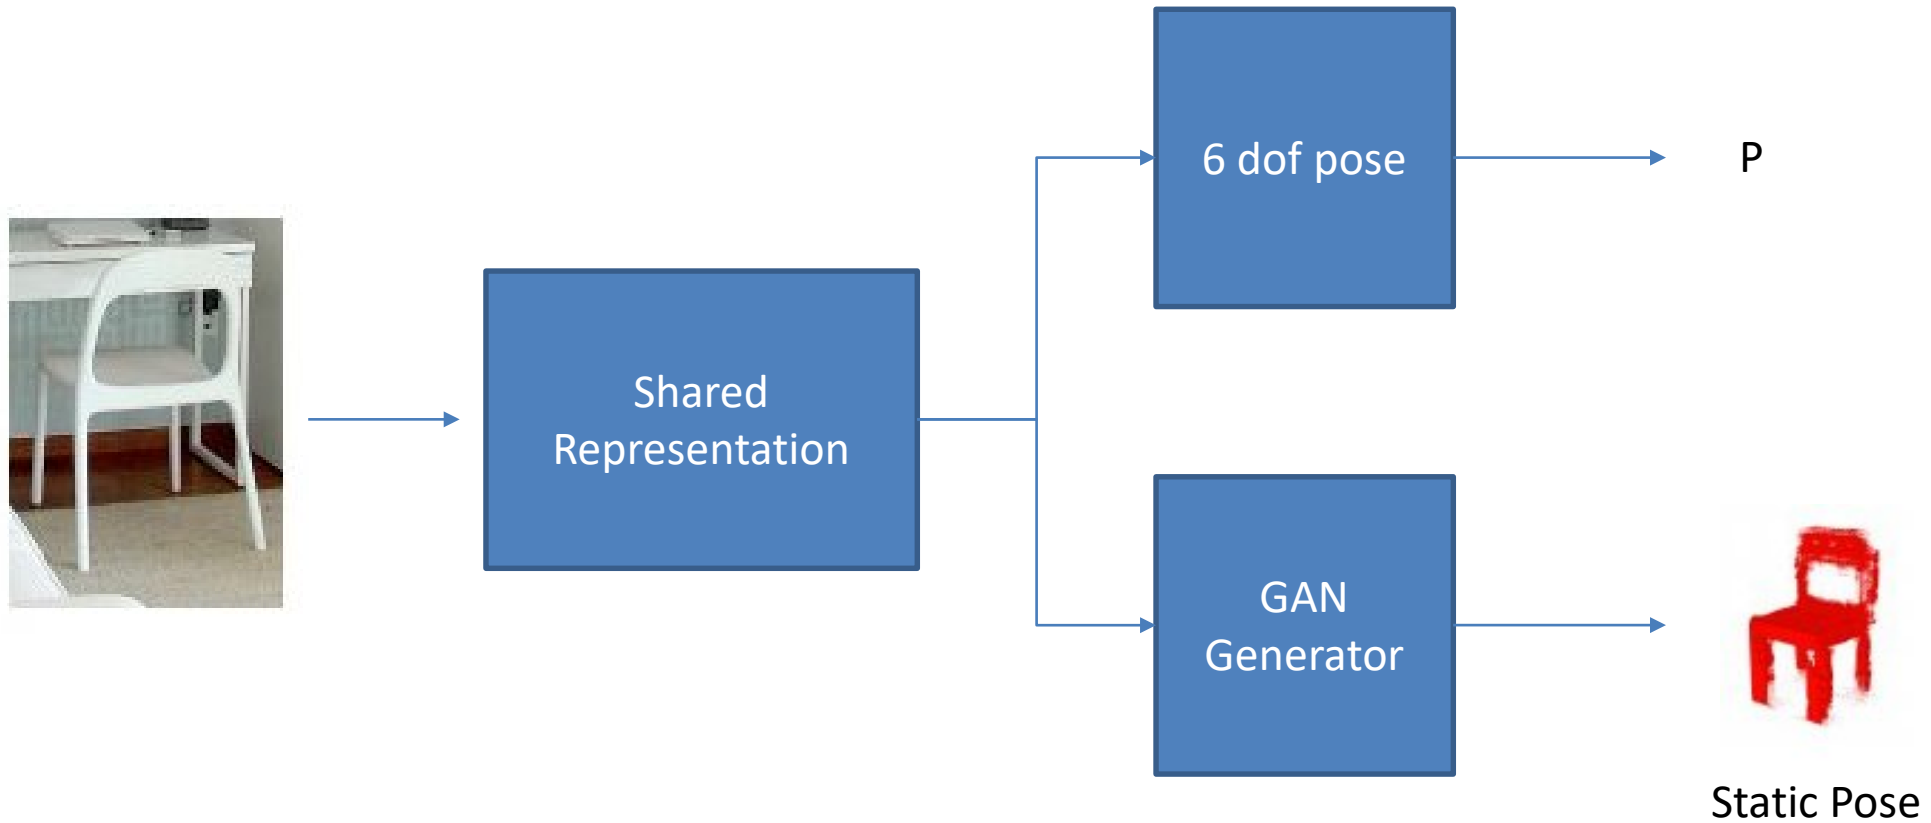 6 dof pose
P
Shared
Representation
GAN
Generator
Static Pose